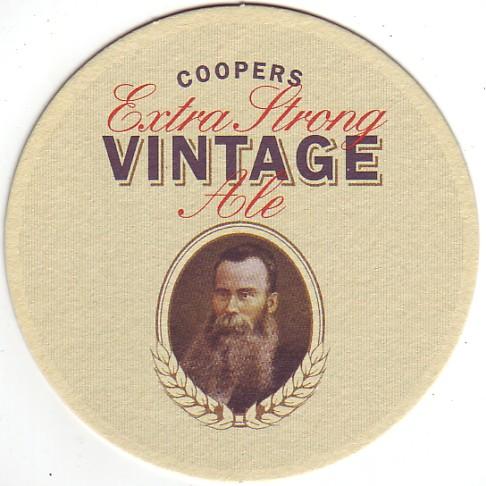 COOPERS
Extra Strong
VINTAGE
Ale